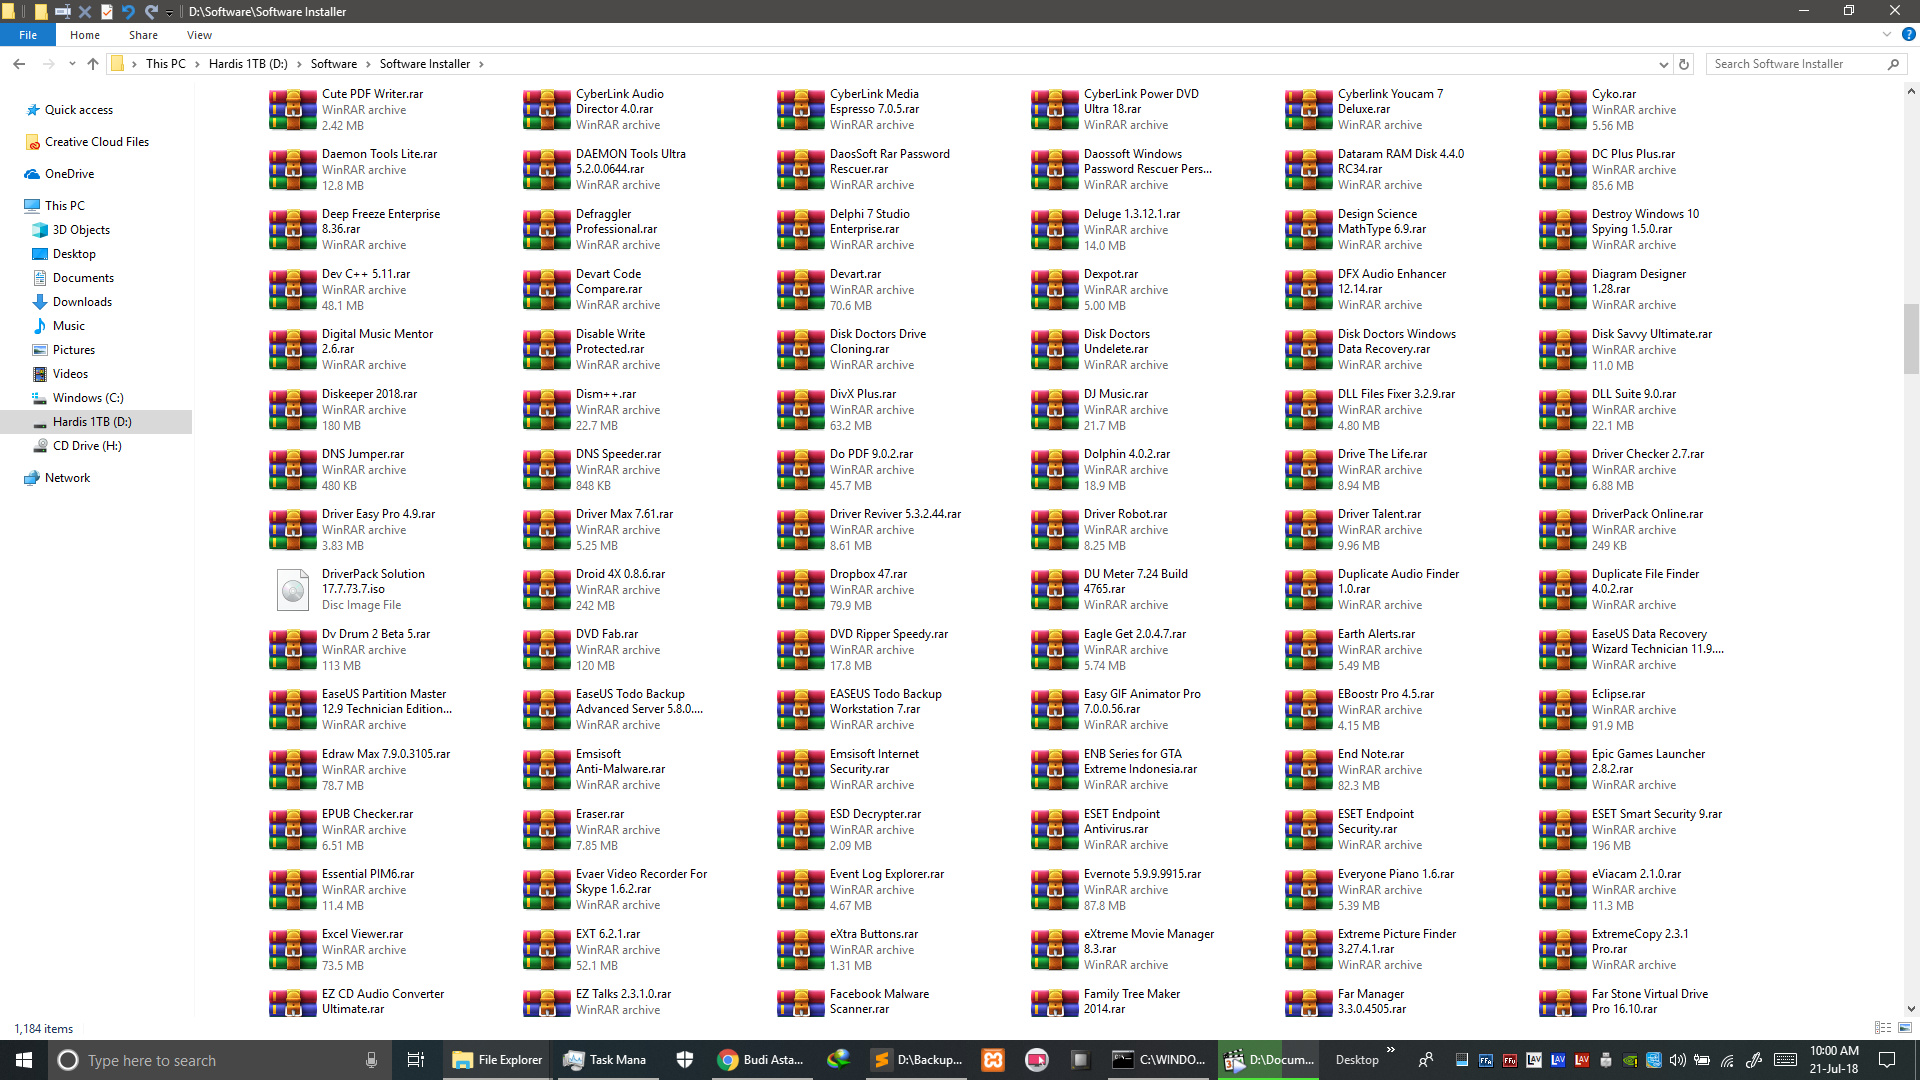 D:\Software\Software Installer
File
Home
Share
View
This PC
Hardis 1TB (D:)
Software
Software Installer
Search Software Installer
Quick access
Creative Cloud Files
OneDrive
This PC
3D Objects
Desktop
Documents
Downloads
Music
Pictures
Videos
Windows (C:)
Hardis 1TB (D:)
CD Drive (H:)
Network
Cute PDF Writer.rar
WinRAR archive
2.42 MB
CyberLink Audio
Director 4.0.rar
WinRAR archive
CyberLink Media
Espresso 7.0.5.rar
WinRAR archive
CyberLink Power DVD
Ultra 18.rar
WinRAR archive
Cyberlink Youcam 7
Deluxe.rar
WinRAR archive
Cyko.rar
WinRAR archive
5.56 MB
Daemon Tools Lite.rar
WinRAR archive
12.8 MB
DAEMON Tools Ultra
5.2.0.0644.rar
WinRAR archive
DaosSoft Rar Password
Rescuer.rar
WinRAR archive
Daossoft Windows
Password Rescuer Pers...
WinRAR archive
Dataram RAM Disk 4.4.0
RC34.rar
WinRAR archive
DC Plus Plus.rar
WinRAR archive
85.6 MB
Deep Freeze Enterprise
8.36.rar
WinRAR archive
Defraggler
Professional.rar
WinRAR archive
Delphi 7 Studio
Enterprise.rar
WinRAR archive
Deluge 1.3.12.1.rar
WinRAR archive
14.0 MB
Design Science
MathType 6.9.rar
WinRAR archive
Destroy Windows 10
Spying 1.5.0.rar
WinRAR archive
Dev C++ 5.11.rar
WinRAR archive
48.1 MB
Devart Code
Compare.rar
WinRAR archive
Devart.rar
WinRAR archive
70.6 MB
Dexpot.rar
WinRAR archive
5.00 MB
DFX Audio Enhancer
12.14.rar
WinRAR archive
Diagram Designer
1.28.rar
WinRAR archive
Digital Music Mentor
2.6.rar
WinRAR archive
Disable Write
Protected.rar
WinRAR archive
Disk Doctors Drive
Cloning.rar
WinRAR archive
Disk Doctors
Undelete.rar
WinRAR archive
Disk Doctors Windows
Data Recovery.rar
WinRAR archive
Disk Savvy Ultimate.rar
WinRAR archive
11.0 MB
Diskeeper 2018.rar
WinRAR archive
180 MB
Dism++.rar
WinRAR archive
22.7 MB
DivX Plus.rar
WinRAR archive
63.2 MB
DJ Music.rar
WinRAR archive
21.7 MB
DLL Files Fixer 3.2.9.rar
WinRAR archive
4.80 MB
DLL Suite 9.0.rar
WinRAR archive
22.1 MB
DNS Jumper.rar
WinRAR archive
480 KB
DNS Speeder.rar
WinRAR archive
848 KB
Do PDF 9.0.2.rar
WinRAR archive
45.7 MB
Dolphin 4.0.2.rar
WinRAR archive
18.9 MB
Drive The Life.rar
WinRAR archive
8.94 MB
Driver Checker 2.7.rar
WinRAR archive
6.88 MB
Driver Easy Pro 4.9.rar
WinRAR archive
3.83 MB
Driver Max 7.61.rar
WinRAR archive
5.25 MB
Driver Reviver 5.3.2.44.rar
WinRAR archive
8.61 MB
Driver Robot.rar
WinRAR archive
8.25 MB
Driver Talent.rar
WinRAR archive
9.96 MB
DriverPack Online.rar
WinRAR archive
249 KB
DriverPack Solution
17.7.73.7.iso
Disc Image File
Droid 4X 0.8.6.rar
WinRAR archive
242 MB
Dropbox 47.rar
WinRAR archive
79.9 MB
DU Meter 7.24 Build
4765.rar
WinRAR archive
Duplicate Audio Finder
1.0.rar
WinRAR archive
Duplicate File Finder
4.0.2.rar
WinRAR archive
Dv Drum 2 Beta 5.rar
WinRAR archive
113 MB
DVD Fab.rar
WinRAR archive
120 MB
DVD Ripper Speedy.rar
WinRAR archive
17.8 MB
Eagle Get 2.0.4.7.rar
WinRAR archive
5.74 MB
Earth Alerts.rar
WinRAR archive
5.49 MB
EaseUS Data Recovery
Wizard Technician 11.9....
WinRAR archive
EaseUS Partition Master
12.9 Technician Edition...
WinRAR archive
EaseUS Todo Backup
Advanced Server 5.8.0....
WinRAR archive
EASEUS Todo Backup
Workstation 7.rar
WinRAR archive
Easy GIF Animator Pro
7.0.0.56.rar
WinRAR archive
EBoostr Pro 4.5.rar
WinRAR archive
4.15 MB
Eclipse.rar
WinRAR archive
91.9 MB
Edraw Max 7.9.0.3105.rar
WinRAR archive
78.7 MB
Emsisoft
Anti-Malware.rar
WinRAR archive
Emsisoft Internet
Security.rar
WinRAR archive
ENB Series for GTA
Extreme Indonesia.rar
WinRAR archive
End Note.rar
WinRAR archive
82.3 MB
Epic Games Launcher
2.8.2.rar
WinRAR archive
EPUB Checker.rar
WinRAR archive
6.51 MB
Eraser.rar
WinRAR archive
7.85 MB
ESD Decrypter.rar
WinRAR archive
2.09 MB
ESET Endpoint
Antivirus.rar
WinRAR archive
ESET Endpoint
Security.rar
WinRAR archive
ESET Smart Security 9.rar
WinRAR archive
196 MB
Essential PIM6.rar
WinRAR archive
11.4 MB
Evaer Video Recorder For
Skype 1.6.2.rar
WinRAR archive
Event Log Explorer.rar
WinRAR archive
4.67 MB
Evernote 5.9.9.9915.rar
WinRAR archive
87.8 MB
Everyone Piano 1.6.rar
WinRAR archive
5.39 MB
eViacam 2.1.0.rar
WinRAR archive
11.3 MB
Excel Viewer.rar
WinRAR archive
73.5 MB
EXT 6.2.1.rar
WinRAR archive
52.1 MB
eXtra Buttons.rar
WinRAR archive
1.31 MB
eXtreme Movie Manager
8.3.rar
WinRAR archive
Extreme Picture Finder
3.27.4.1.rar
WinRAR archive
ExtremeCopy 2.3.1
Pro.rar
WinRAR archive
EZ CD Audio Converter
Ultimate.rar
EZ Talks 2.3.1.0.rar
WinRAR archive
Facebook Malware
Scanner.rar
Family Tree Maker
2014.rar
Far Manager
3.3.0.4505.rar
Far Stone Virtual Drive
Pro 16.10.rar
1,184 items
Type here to search
File Explorer
Task Mana
Budi Asta...
D:\Backup...
C:\WINDO...
D:\Docum...
Desktop
LAV
LAV
LAV
10:00 AM
21-Jul-18